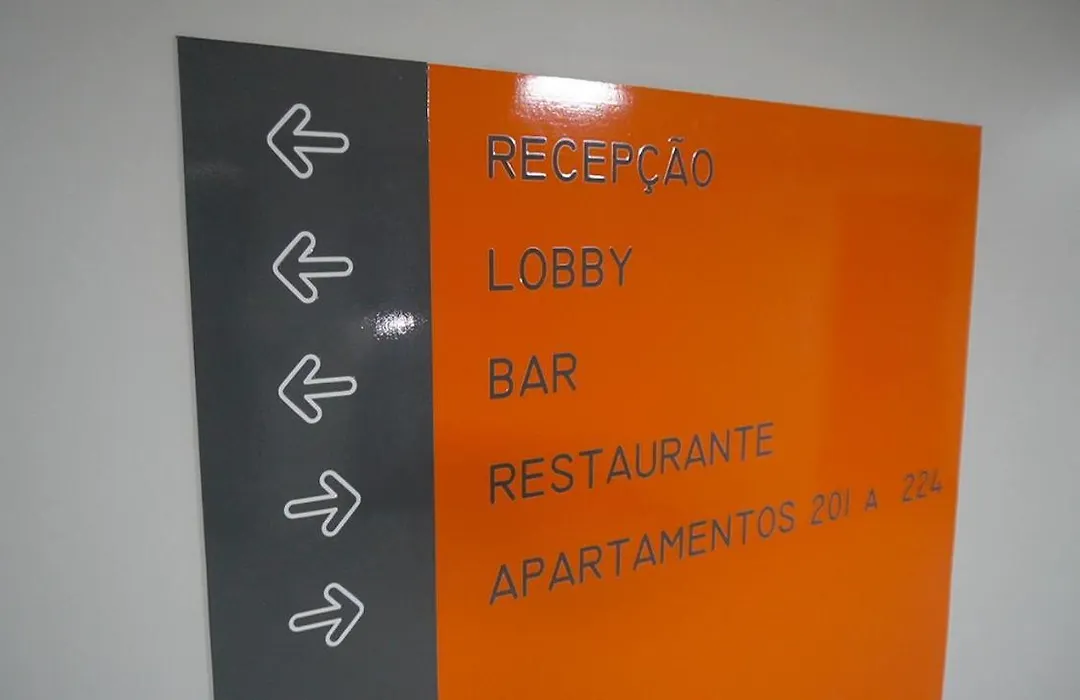 RECEPÇÃO
LOBBY
BAR
RESTAURANTE
APARTAMENTOS 201 A 224